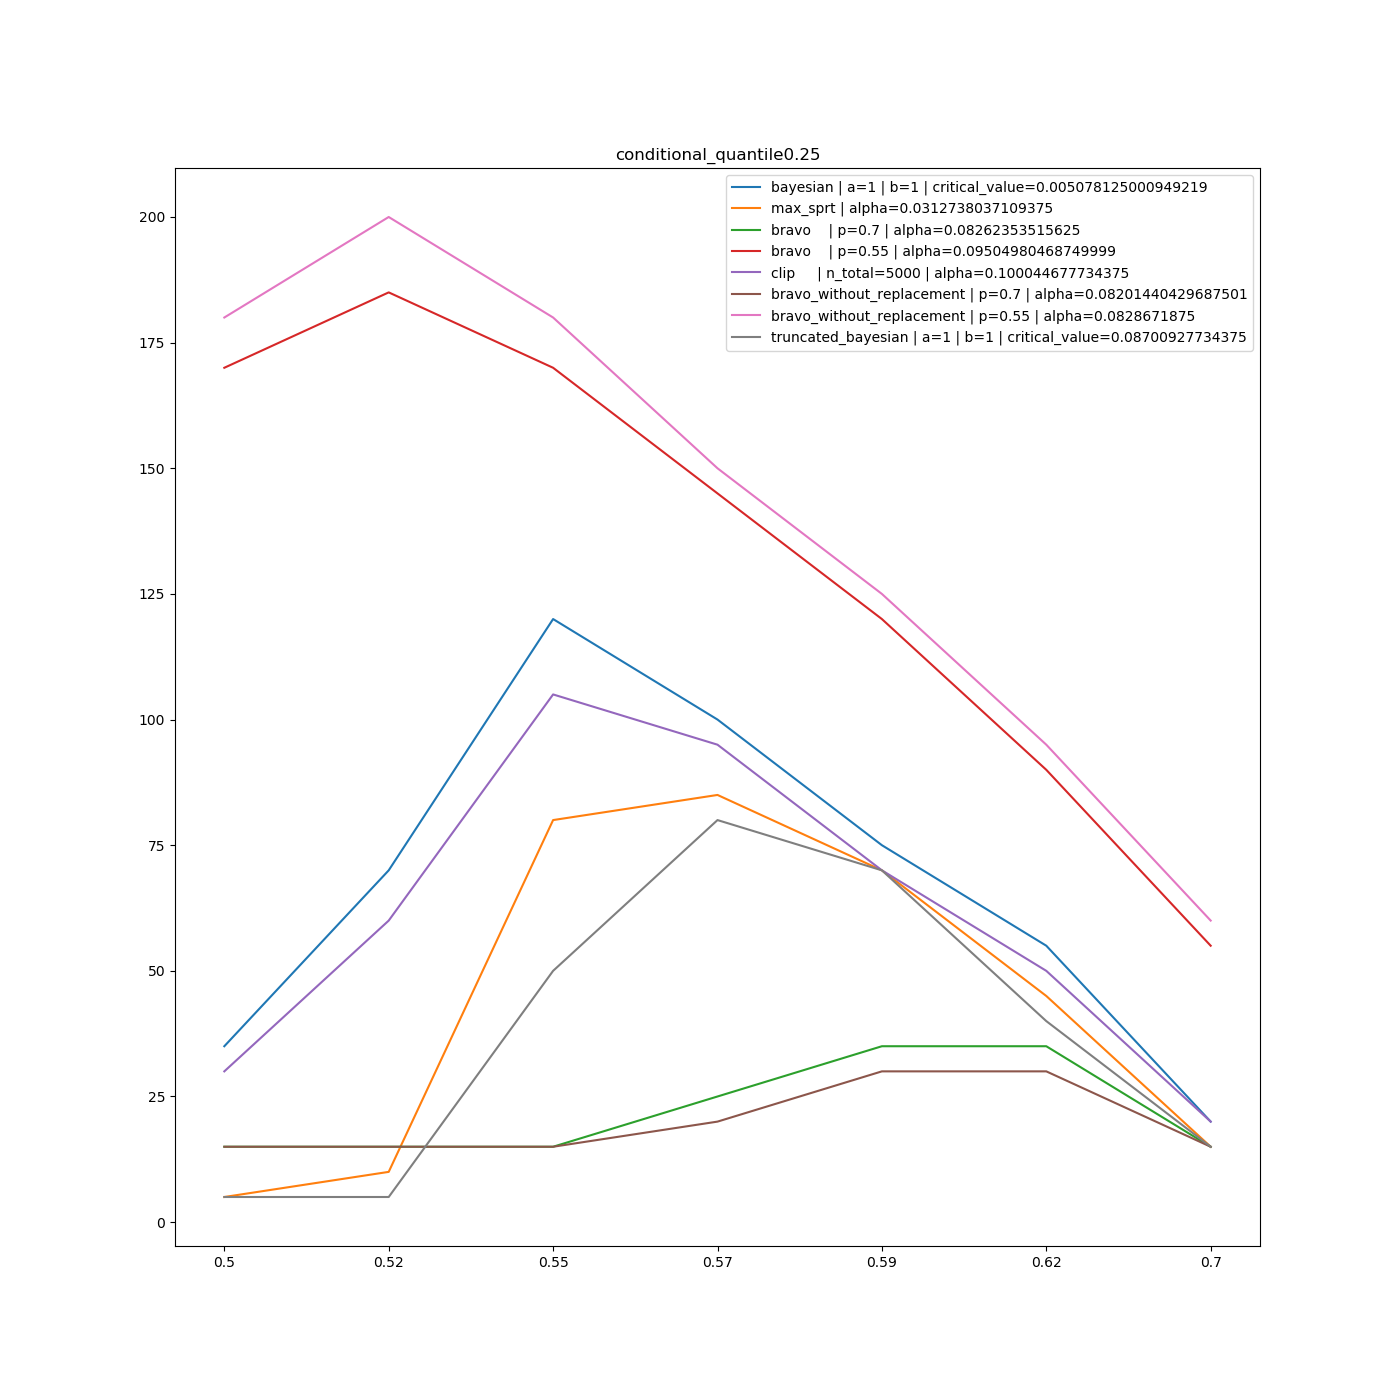 conditional_quantile0.25
bayesian | a=1 | b=1 | critical_value=0.005078125000949219
max_sprt | alpha=0.0312738037109375
bravo | p=0.7 | alpha=0.08262353515625
bravo | p=0.55 | alpha=0.09504980468749999
clip | n_total=5000 | alpha=0.100044677734375
bravo_without_replacement | p=0.7 | alpha=0.08201440429687501
bravo_without_replacement | p=0.55 | alpha=0.0828671875
truncated_bayesian | a=1 | b=1 | critical_value=0.08700927734375
200
175
150
125
100
75
50
25
0
0.5 0.52 0.55 0.57 0.59 0.62 0.7